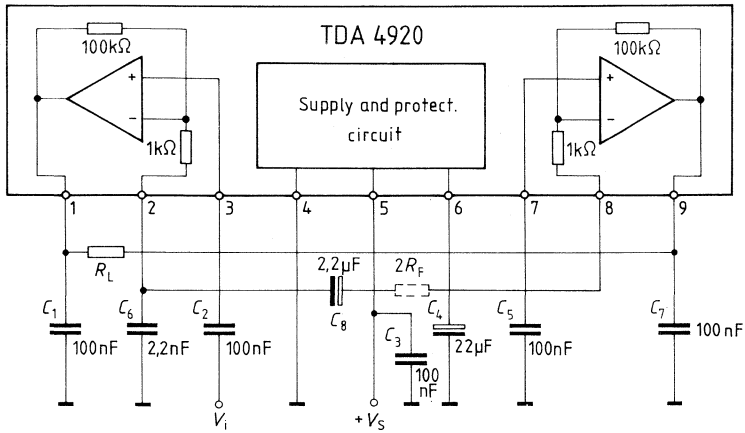 TDA 4920
100kΩ
100kΩ
+
+
Supply and protect.
circuit
−
−
1kΩ
1kΩ
1
2
3
4
5
6
7
8
9
RL
2,2µF
2RF
C1
C6
C2
C8
C3
C4
C5
C7
100nF
2,2nF
100nF
100
nF
22µF
100nF
100nF
Vi
+VS